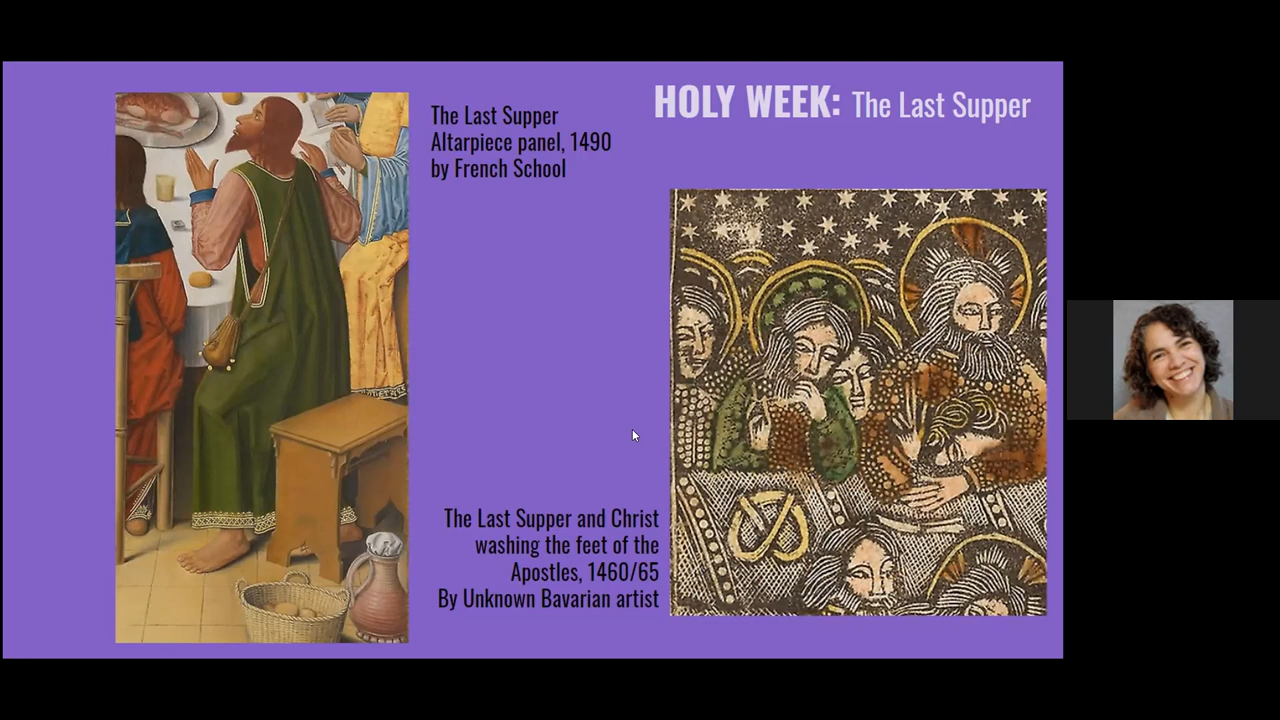 HOLY WEEK: The Last Supper
The Last Supper
Altarpiece panel, 1490
by French School
The Last Supper and Christ
washing the feet of the
Apostles, 1460/65
By Unknown Bavarian artist